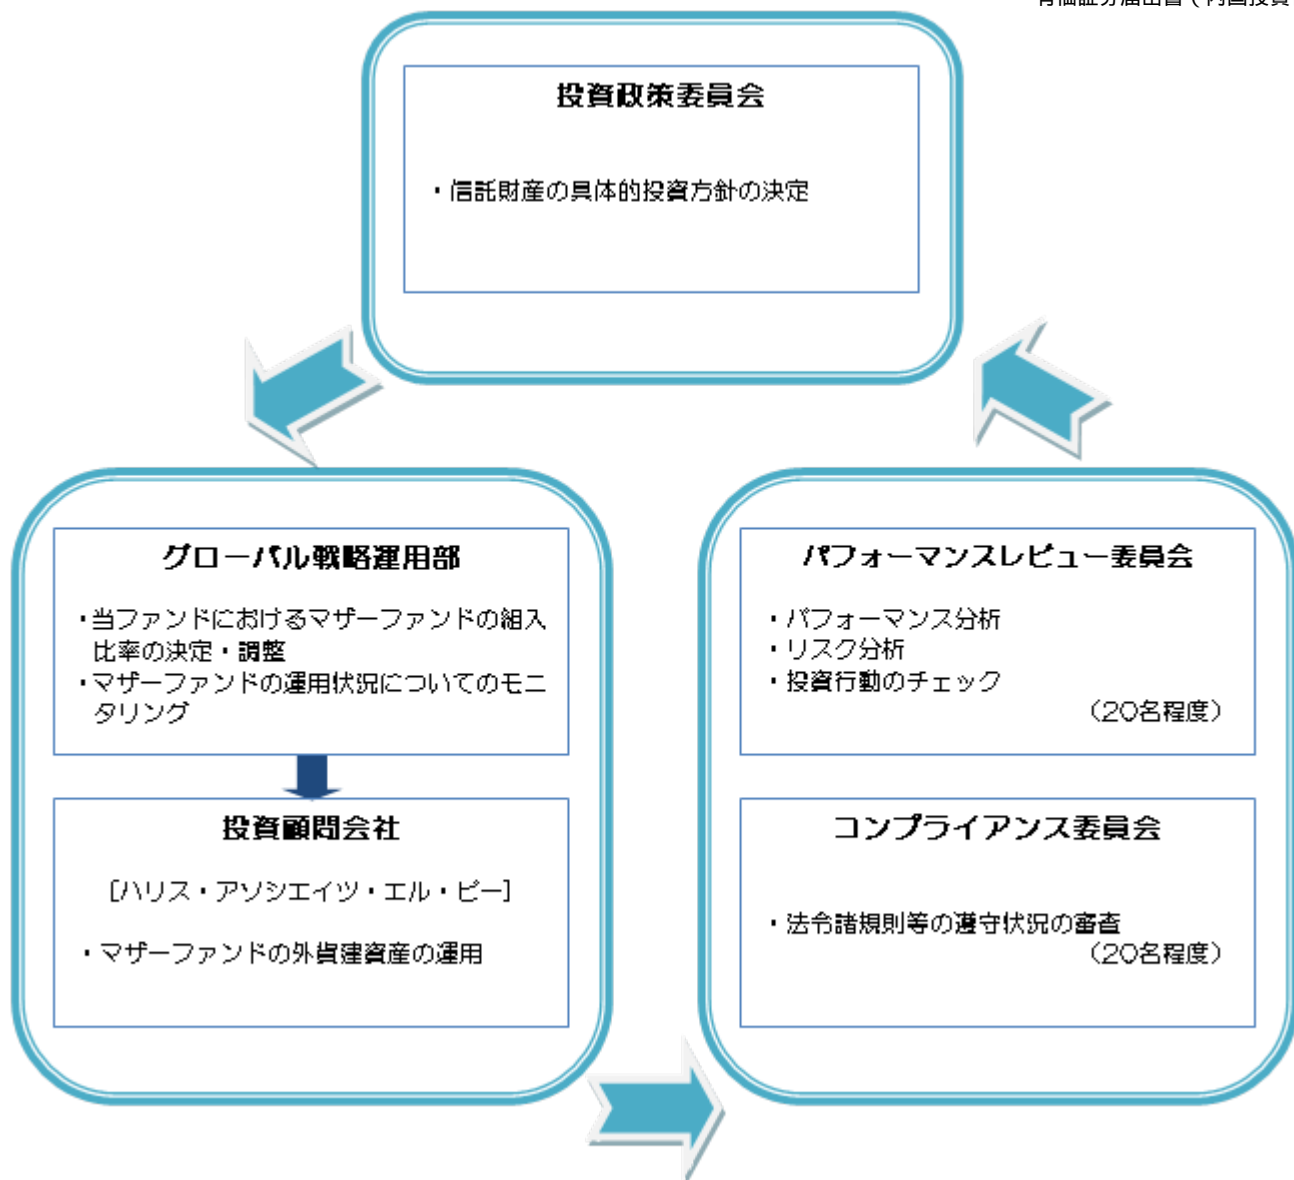 投資政策委員会
・信託財産の具体的投資方針の決定
グローバル戦略運用部
・当ファンドにおけるマザーファンドの組入
比率の決定・調整
・マザーファンドの運用状況についてのモニ
タリング
投資顧問会社
[ハリス・アソシエイツ・エル・ピー]
・マザーファンドの外貨建資産の運用
パフォーマンスレビュー委員会
・パフォーマンス分析
・リスク分析
・投資行動のチェック
(20名程度)
コンプライアンス委員会
・法令諸規則等の遵守状況の審査
(20名程度)